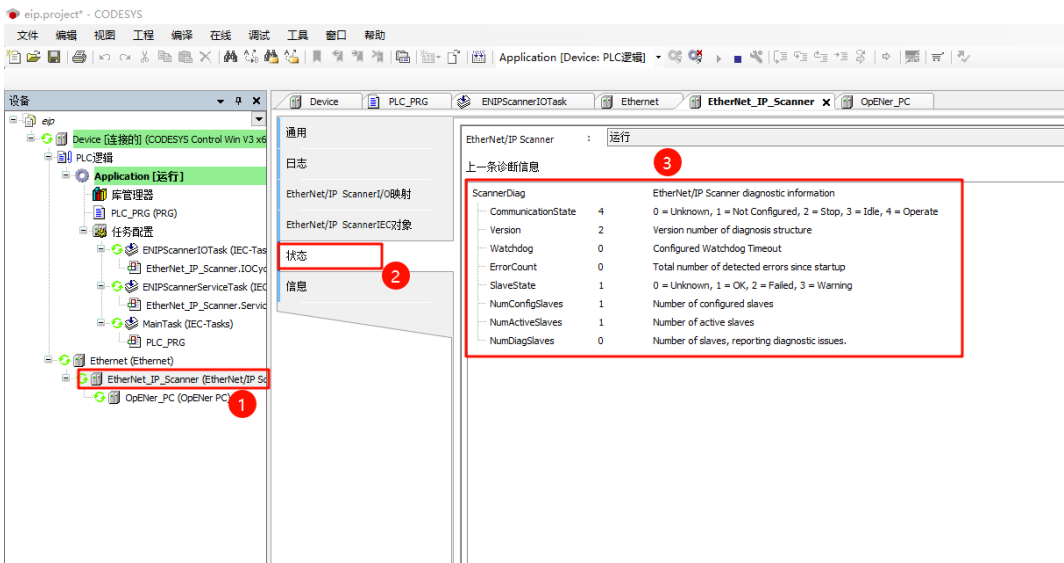 eip.project* - CODESYS
文件 编辑 视图 工程 编译 在线 调试 工具 窗口 帮助
Application [Device: PLC逻辑]
设备
Device
PLC_PRG
ENIPScannerIOTask
Ethernet
EtherNet_IP_Scanner
OpENer_PC
eip
Device [连接的] (CODESYS Control Win V3 x6
PLC逻辑
Application [运行]
库管理器
PLC_PRG (PRG)
任务配置
ENIPScannerIOTask (IEC-Tas
EtherNet_IP_Scanner.IOCyc
ENIPScannerServiceTask (IEC
EtherNet_IP_Scanner.Servic
MainTask (IEC-Tasks)
PLC_PRG
Ethernet (Ethernet)
EtherNet_IP_Scanner (EtherNet/IP Sc
OpENer_PC (OpENer PC)
1
通用
日志
EtherNet/IP ScannerI/O映射
EtherNet/IP ScannerIEC对象
状态
2
信息
EtherNet/IP Scanner : 运行
上一条诊断信息
3
ScannerDiag EtherNet/IP Scanner diagnostic information
CommunicationState 4 0 = Unknown, 1 = Not Configured, 2 = Stop, 3 = Idle, 4 = Operate
Version 2 Version number of diagnosis structure
Watchdog 0 Configured Watchdog Timeout
ErrorCount 0 Total number of detected errors since startup
SlaveState 1 0 = Unknown, 1 = OK, 2 = Failed, 3 = Warning
NumConfigSlaves 1 Number of configured slaves
NumActiveSlaves 1 Number of active slaves
NumDiagSlaves 0 Number of slaves, reporting diagnostic issues.